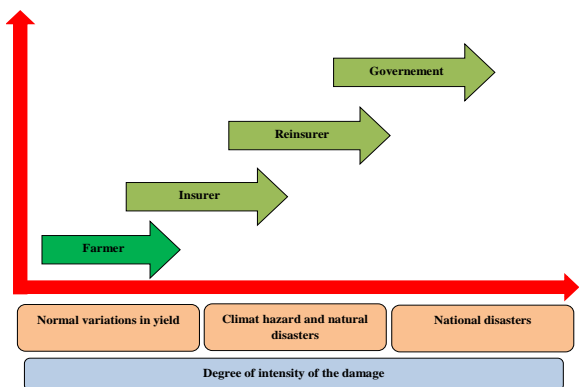 Governement
Reinsurer
Insurer
Farmer
Normal variations in yield
Climat hazard and natural
disasters
National disasters
Degree of intensity of the damage